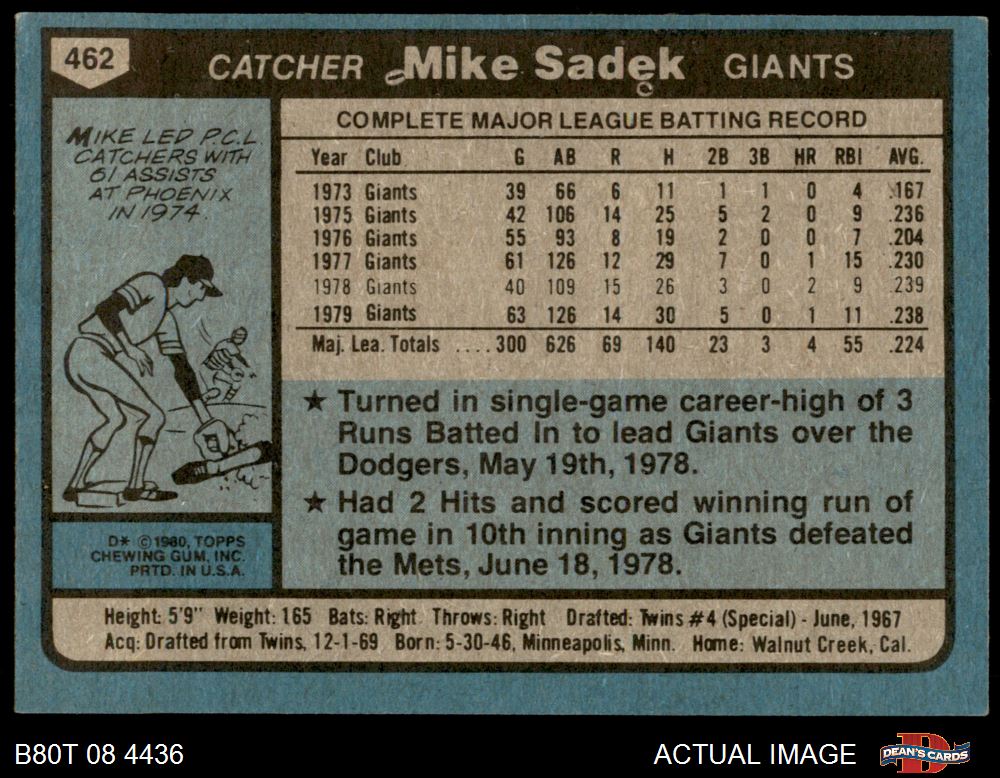 462 CATCHER Mike Sadek GIANTS
MIKE LED P.C.L.
CATCHERS WITH
61 ASSISTS
AT PHOENIX
IN 1974.
COMPLETE MAJOR LEAGUE BATTING RECORD
Year Club G AB R H 2B 3B HR RBI AVG.
1973 Giants 39 66 6 11 1 1 0 4 .167
1975 Giants 42 106 14 25 5 2 0 9 .236
1976 Giants 55 93 8 19 2 0 0 7 .204
1977 Giants 61 126 12 29 7 0 1 15 .230
1978 Giants 40 109 15 26 3 0 2 9 .239
1979 Giants 63 126 14 30 5 0 1 11 .238
Maj. Lea. Totals ....300 626 69 140 23 3 4 55 .224
★ Turned in single-game career-high of 3
Runs Batted In to lead Giants over the
Dodgers, May 19th, 1978.
★ Had 2 Hits and scored winning run of
game in 10th inning as Giants defeated
the Mets, June 18, 1978.
D* © 1980, TOPPS
CHEWING GUM, INC.
PRTD. IN U.S.A.
Height: 5'9" Weight: 165 Bats: Right Throws: Right Drafted: Twins #4 (Special) - June, 1967
Acq: Drafted from Twins, 12-1-69 Born: 5-30-46, Minneapolis, Minn. Home: Walnut Creek, Cal.
B80T 08 4436 ACTUAL IMAGE DEAN'S CARDS